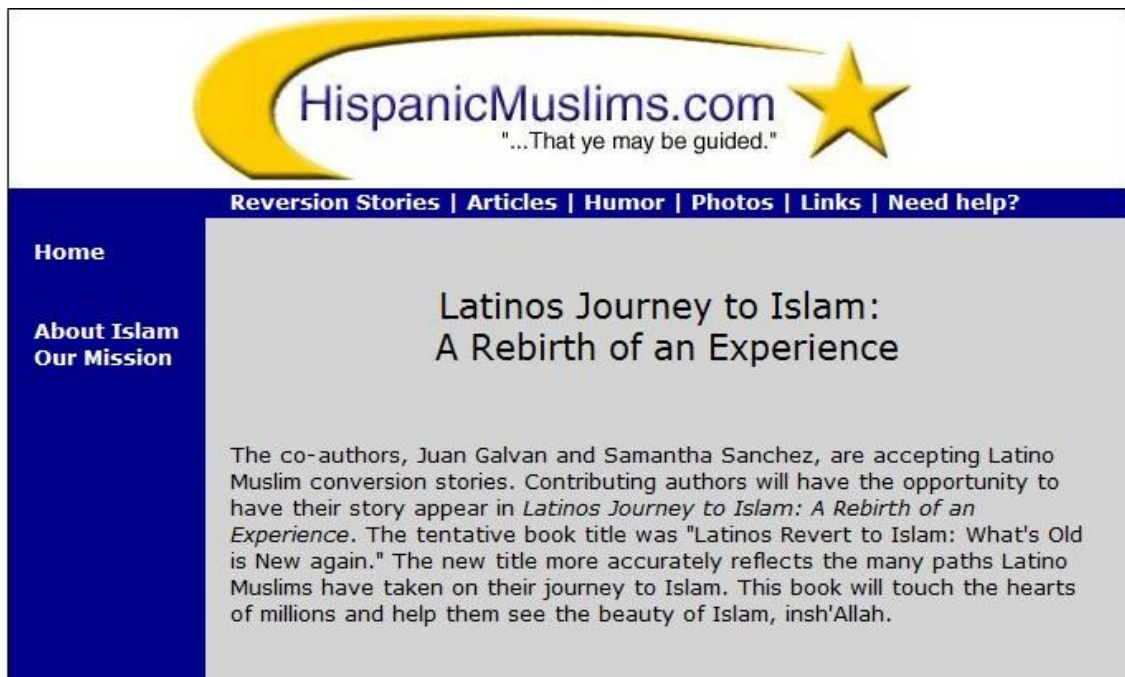 HispanicMuslims.com
"...That ye may be guided."
Reversion Stories | Articles | Humor | Photos | Links | Need help?
Home
About Islam
Our Mission
Latinos Journey to Islam:
A Rebirth of an Experience
The co-authors, Juan Galvan and Samantha Sanchez, are accepting Latino
Muslim conversion stories. Contributing authors will have the opportunity to
have their story appear in Latinos Journey to Islam: A Rebirth of an
Experience. The tentative book title was "Latinos Revert to Islam: What's Old
is New again." The new title more accurately reflects the many paths Latino
Muslims have taken on their journey to Islam. This book will touch the hearts
of millions and help them see the beauty of Islam, insh'Allah.